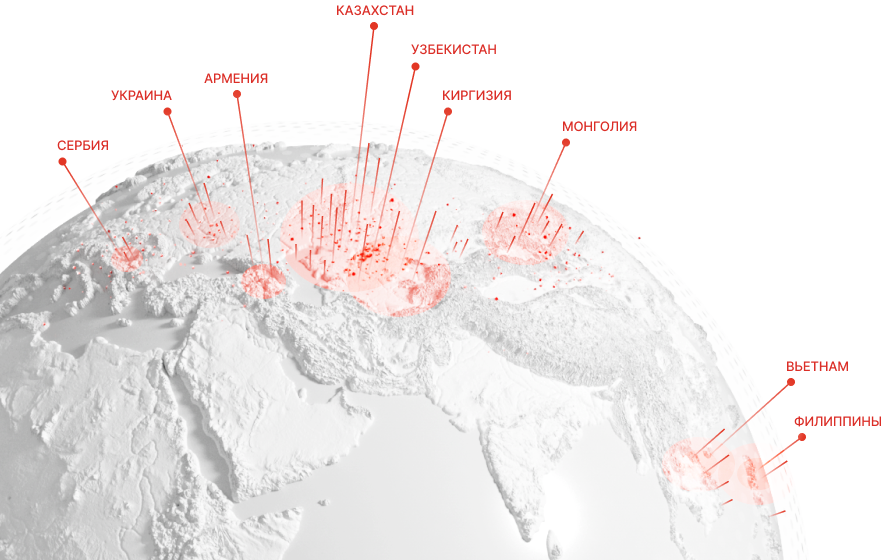 КАЗАХСТАН
УЗБЕКИСТАН
АРМЕНИЯ
УКРАИНА
КИРГИЗИЯ
МОНГОЛИЯ
СЕРБИЯ
ВЬЕТНАМ
ФИЛИППИНЫ